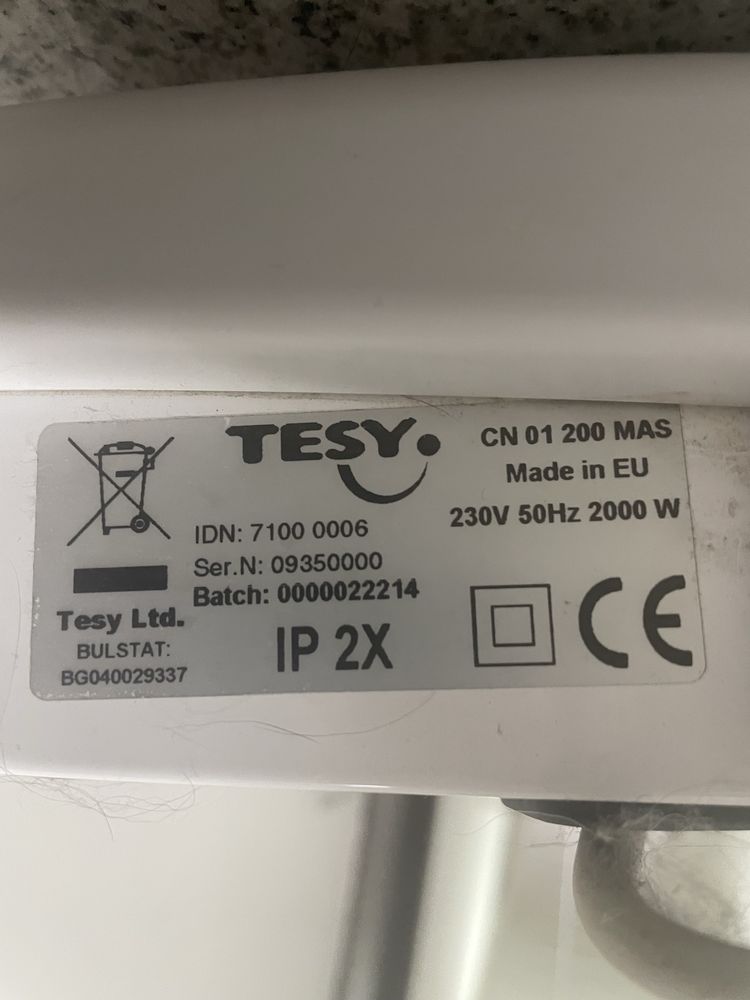 TESY
CN 01 200 MAS
Made in EU
230V 50Hz 2000 W
IDN: 7100 0006
Ser.N: 09350000
Batch: 0000022214
Tesy Ltd.
BULSTAT:
BG040029337
IP 2X
CE